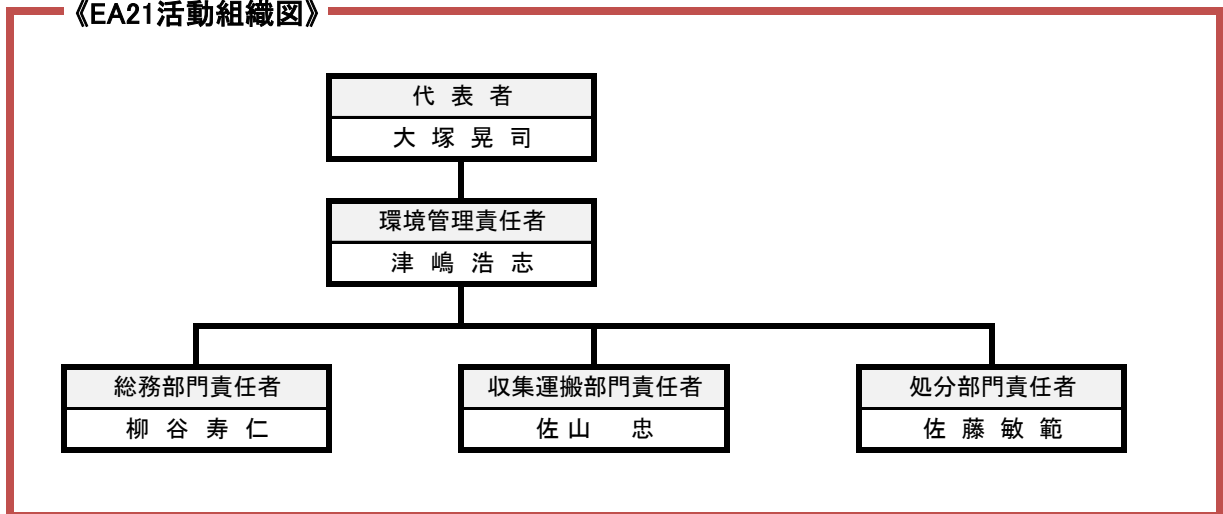 《EA21活動組織図》
代 表 者
大 塚 晃 司
環境管理責任者
津 嶋 浩 志
総務部門責任者
柳 谷 寿 仁
収集運搬部門責任者
佐 山　忠
処分部門責任者
佐 藤 敏 範